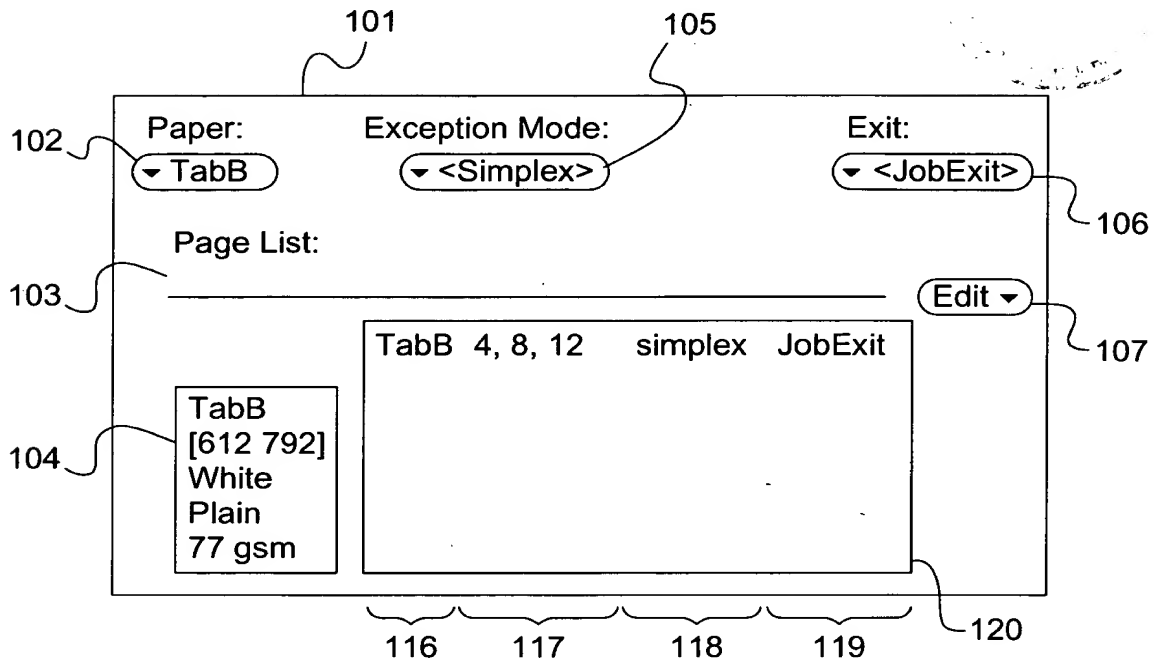 101 105
Paper: Exception Mode: Exit:
102 TabB <Simplex> <JobExit>
106
Page List:
103 Edit
107
TabB 4, 8, 12 simplex JobExit
104
TabB
[612 792]
White
Plain
77 gsm
116 117 118 119 120